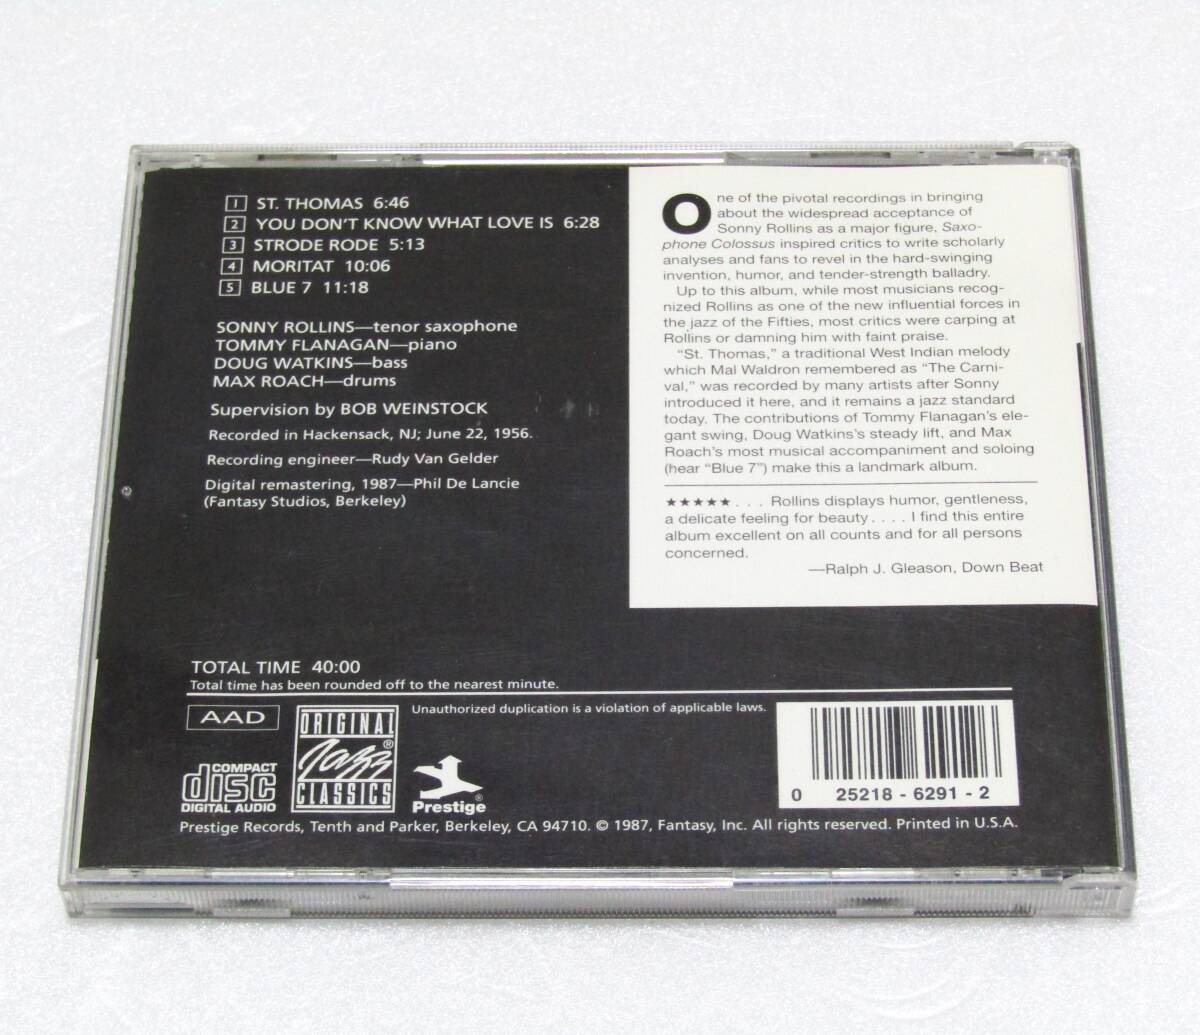 1 ST. THOMAS 6:46
2 YOU DON'T KNOW WHAT LOVE IS 6:28
3 STRODE RODE 5:13
4 MORITAT 10:06
5 BLUE 7 11:18
SONNY ROLLINS—tenor saxophone
TOMMY FLANAGAN—piano
DOUG WATKINS—bass
MAX ROACH—drums
Supervision by BOB WEINSTOCK
Recorded in Hackensack, NJ; June 22, 1956.
Recording engineer—Rudy Van Gelder
Digital remastering, 1987—Phil De Lancie
(Fantasy Studios, Berkeley)
One of the pivotal recordings in bringing
about the widespread acceptance of
Sonny Rollins as a major figure, Saxo-
phone Colossus inspired critics to write scholarly
analyses and fans to revel in the hard-swinging
invention, humor, and tender-strength balladry.
Up to this album, while most musicians recog-
nized Rollins as one of the new influential forces in
the jazz of the Fifties, most critics were carping at
Rollins or damning him with faint praise.
"St. Thomas," a traditional West Indian melody
which Mal Waldron remembered as "The Carni-
val," was recorded by many artists after Sonny
introduced it here, and it remains a jazz standard
today. The contributions of Tommy Flanagan's ele-
gant swing, Doug Watkins's steady lift, and Max
Roach's most musical accompaniment and soloing
(hear "Blue 7") make this a landmark album.
★★★★★ . . . Rollins displays humor, gentleness,
a delicate feeling for beauty . . . . I find this entire
album excellent on all counts and for all persons
concerned.
—Ralph J. Gleason, Down Beat
TOTAL TIME 40:00
Total time has been rounded off to the nearest minute.
AAD
COMPACT
disc
DIGITAL AUDIO
ORIGINAL
Jazz®
CLASSICS
Prestige®
Unauthorized duplication is a violation of applicable laws.
0 25218 - 6291 - 2
Prestige Records, Tenth and Parker, Berkeley, CA 94710. © 1987, Fantasy, Inc. All rights reserved. Printed in U.S.A.